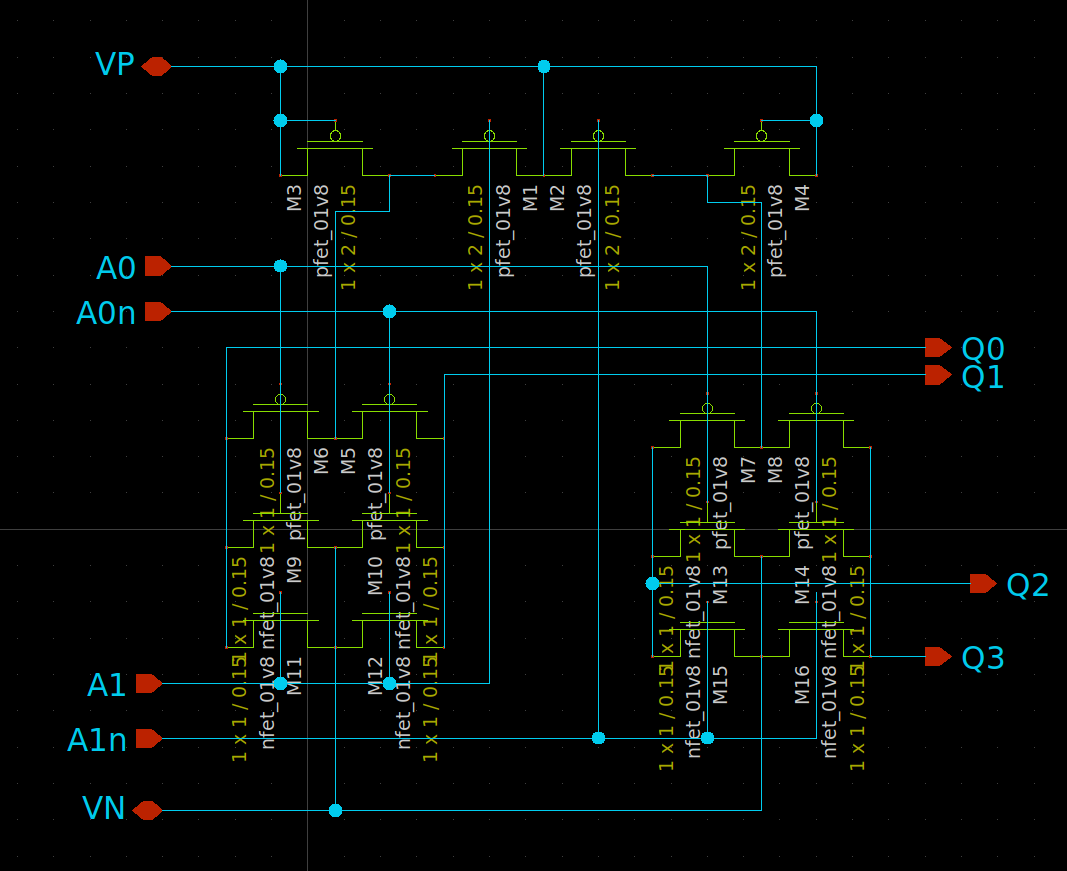 VP
M3
pfet_01v8
1 x 2 / 0.15
1 x 2 / 0.15
pfet_01v8
M1
M2
pfet_01v8
1 x 2 / 0.15
1 x 2 / 0.15
pfet_01v8
M4
A0
A0n
Q0
Q1
1 x 1 / 0.15
pfet_01v8
M6
M5
pfet_01v8
1 x 1 / 0.15
1 x 1 / 0.15
pfet_01v8
M7
M8
pfet_01v8
1 x 1 / 0.15
1 x 1 / 0.15
nfet_01v8
M9
M10
nfet_01v8
1 x 1 / 0.15
1 x 1 / 0.15
nfet_01v8
M13
M14
nfet_01v8
1 x 1 / 0.15
Q2
1 x 1 / 0.15
nfet_01v8
M11
M12
nfet_01v8
1 x 1 / 0.15
1 x 1 / 0.15
nfet_01v8
M15
M16
nfet_01v8
1 x 1 / 0.15
Q3
A1
A1n
VN